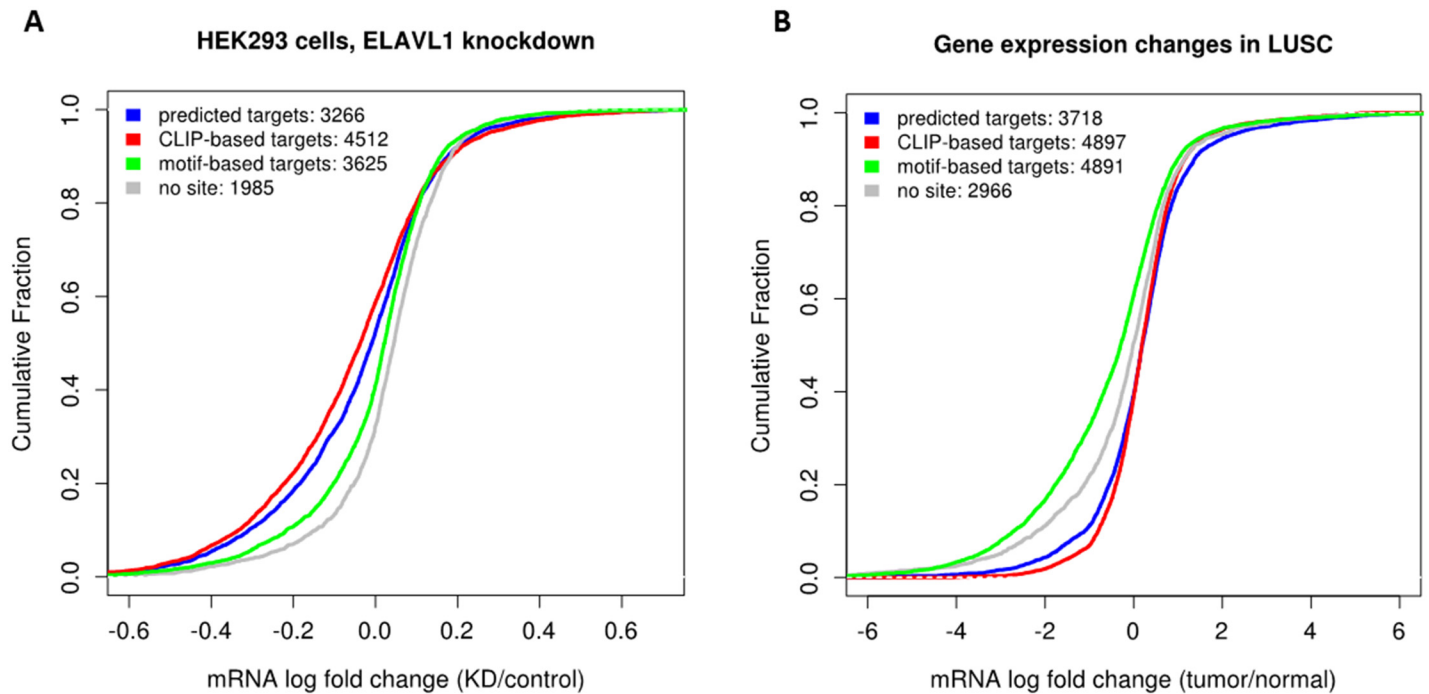 A
HEK293 cells, ELAVL1 knockdown
predicted targets: 3266
CLIP-based targets: 4512
motif-based targets: 3625
no site: 1985
Cumulative Fraction
1.0
0.8
0.6
0.4
0.2
0.0
-0.6 -0.4 -0.2 0.0 0.2 0.4 0.6
mRNA log fold change (KD/control)
B
Gene expression changes in LUSC
predicted targets: 3718
CLIP-based targets: 4897
motif-based targets: 4891
no site: 2966
Cumulative Fraction
1.0
0.8
0.6
0.4
0.2
0.0
-6 -4 -2 0 2 4 6
mRNA log fold change (tumor/normal)